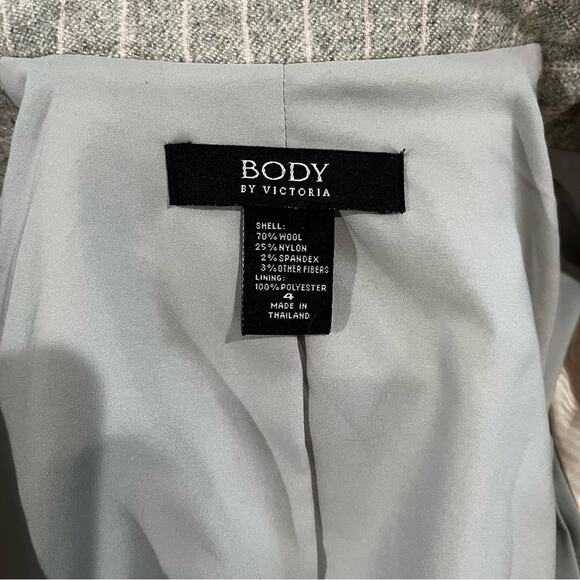 BODY
BY VICTORIA
SHELL:
70% WOOL
25% NYLON
2% SPANDEX
3% OTHER FIBERS
LINING:
100% POLYESTER
4
MADE IN
THAILAND